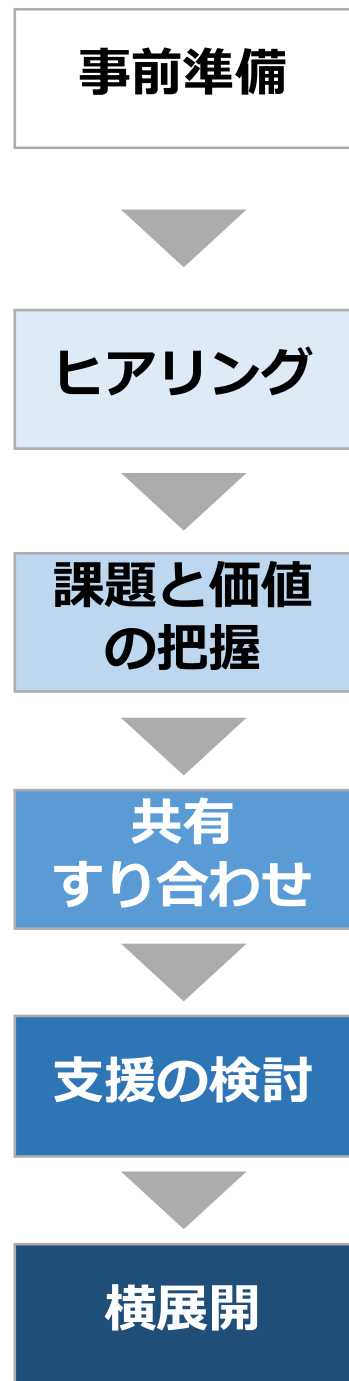 事前準備
ヒアリング
課題と価値
の把握
共有
すり合わせ
支援の検討
横展開